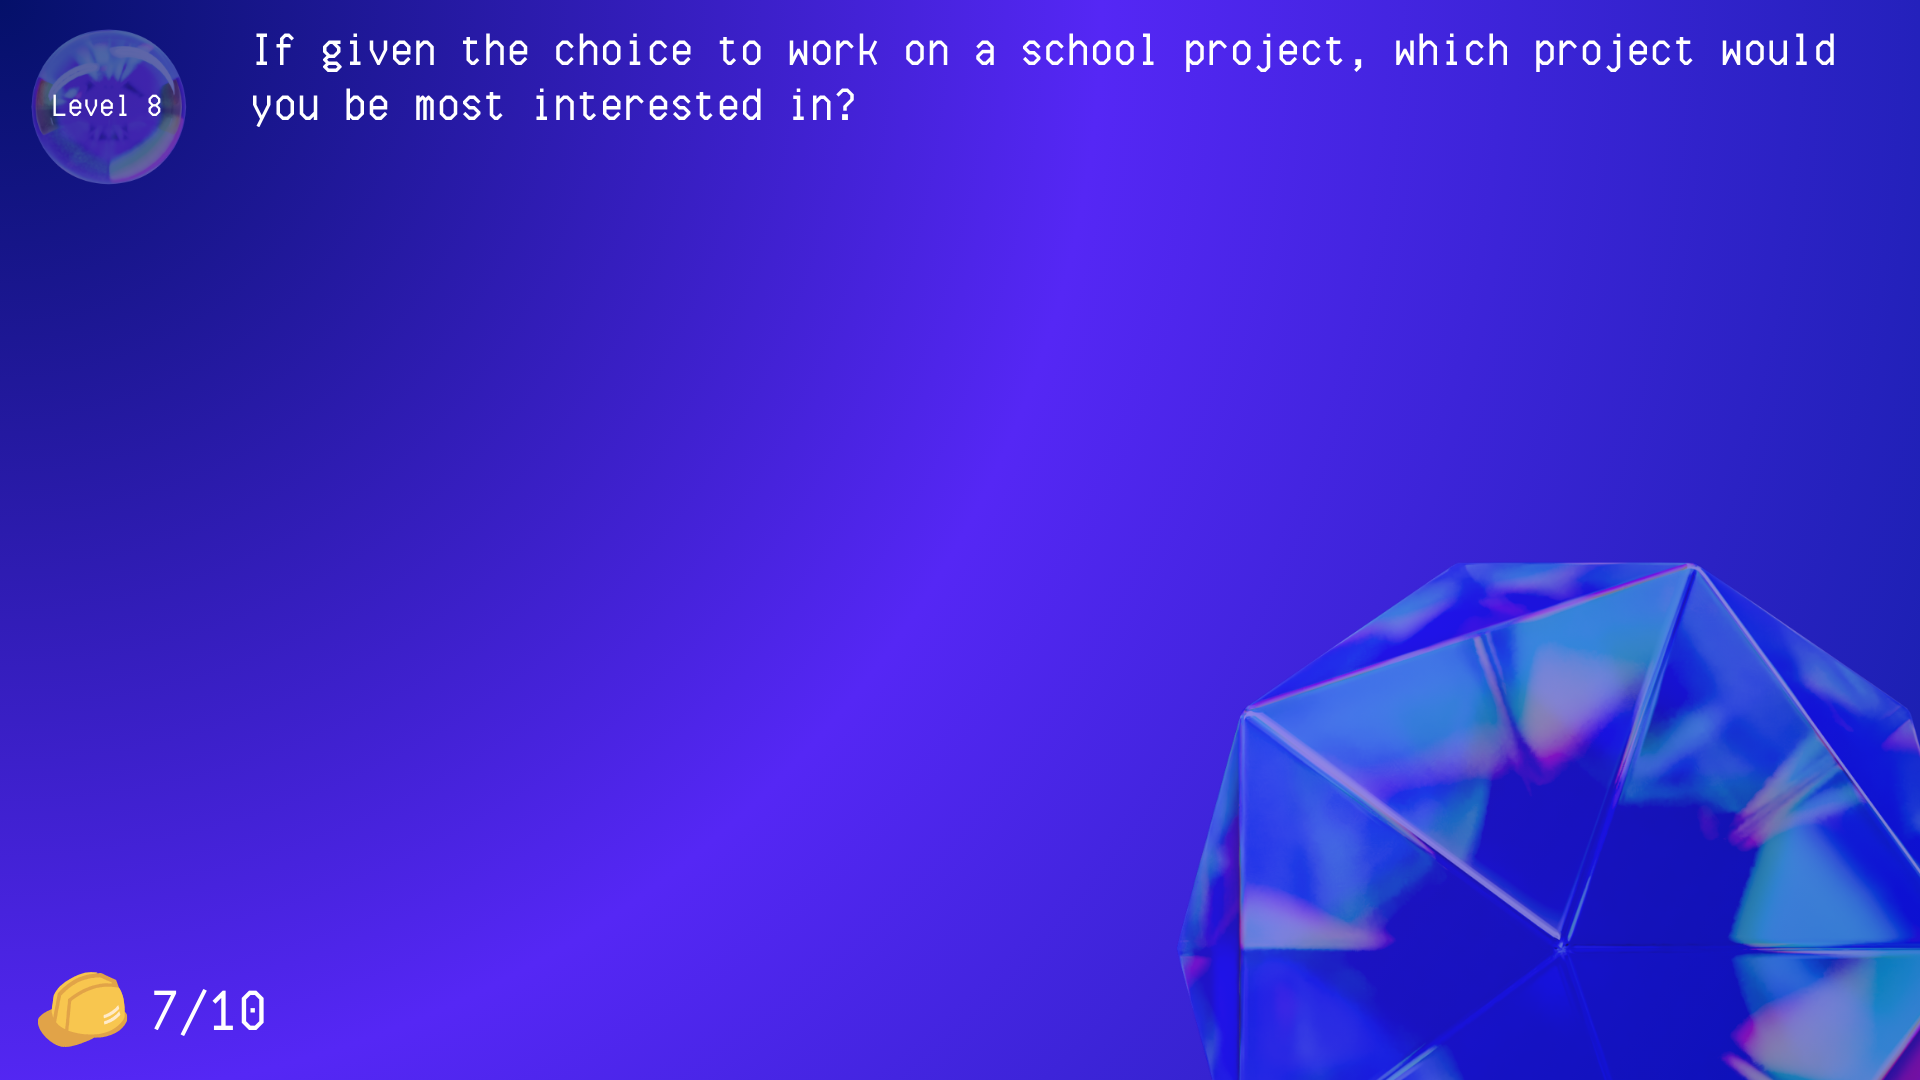 Level 8
If given the choice to work on a school project, which project would
you be most interested in?
7/10